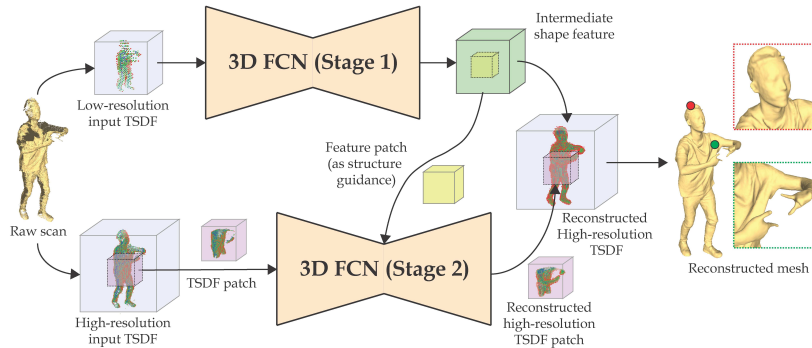 Low-resolution
input TSDF
3D FCN (Stage 1)
Intermediate
shape feature
Raw scan
Feature patch
(as structure
guidance)
Reconstructed
High-resolution
TSDF
Reconstructed mesh
High-resolution
input TSDF
TSDF patch
3D FCN (Stage 2)
Reconstructed
high-resolution
TSDF patch